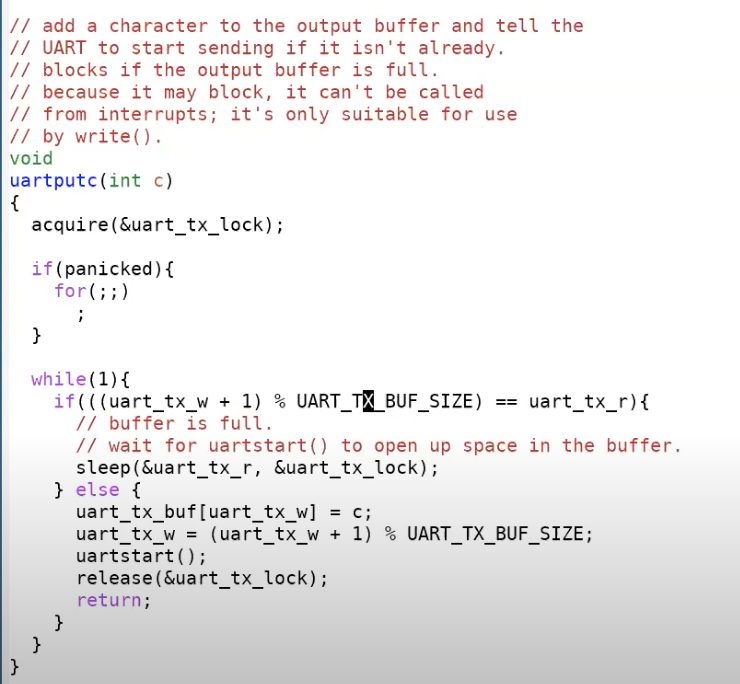 // add a character to the output buffer and tell the
// UART to start sending if it isn't already.
// blocks if the output buffer is full.
// because it may block, it can't be called
// from interrupts; it's only suitable for use
// by write().
void
uartputc(int c)
{
  acquire(&uart_tx_lock);

  if(panicked){
    for(;;)
      ;
  }

  while(1){
    if(((uart_tx_w + 1) % UART_TX_BUF_SIZE) == uart_tx_r){
      // buffer is full.
      // wait for uartstart() to open up space in the buffer.
      sleep(&uart_tx_r, &uart_tx_lock);
    } else {
      uart_tx_buf[uart_tx_w] = c;
      uart_tx_w = (uart_tx_w + 1) % UART_TX_BUF_SIZE;
      uartstart();
      release(&uart_tx_lock);
      return;
    }
  }
}